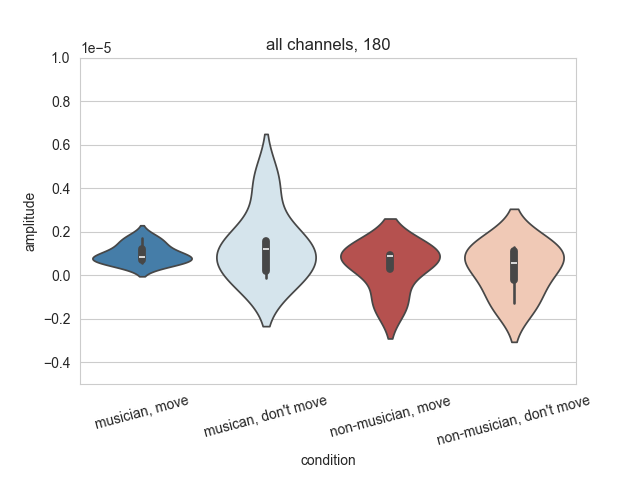 all channels, 180
1e−5
1.0
0.8
0.6
0.4
0.2
0.0
−0.2
−0.4
amplitude
musician, move
musican, don't move
non-musician, move
non-musician, don't move
condition